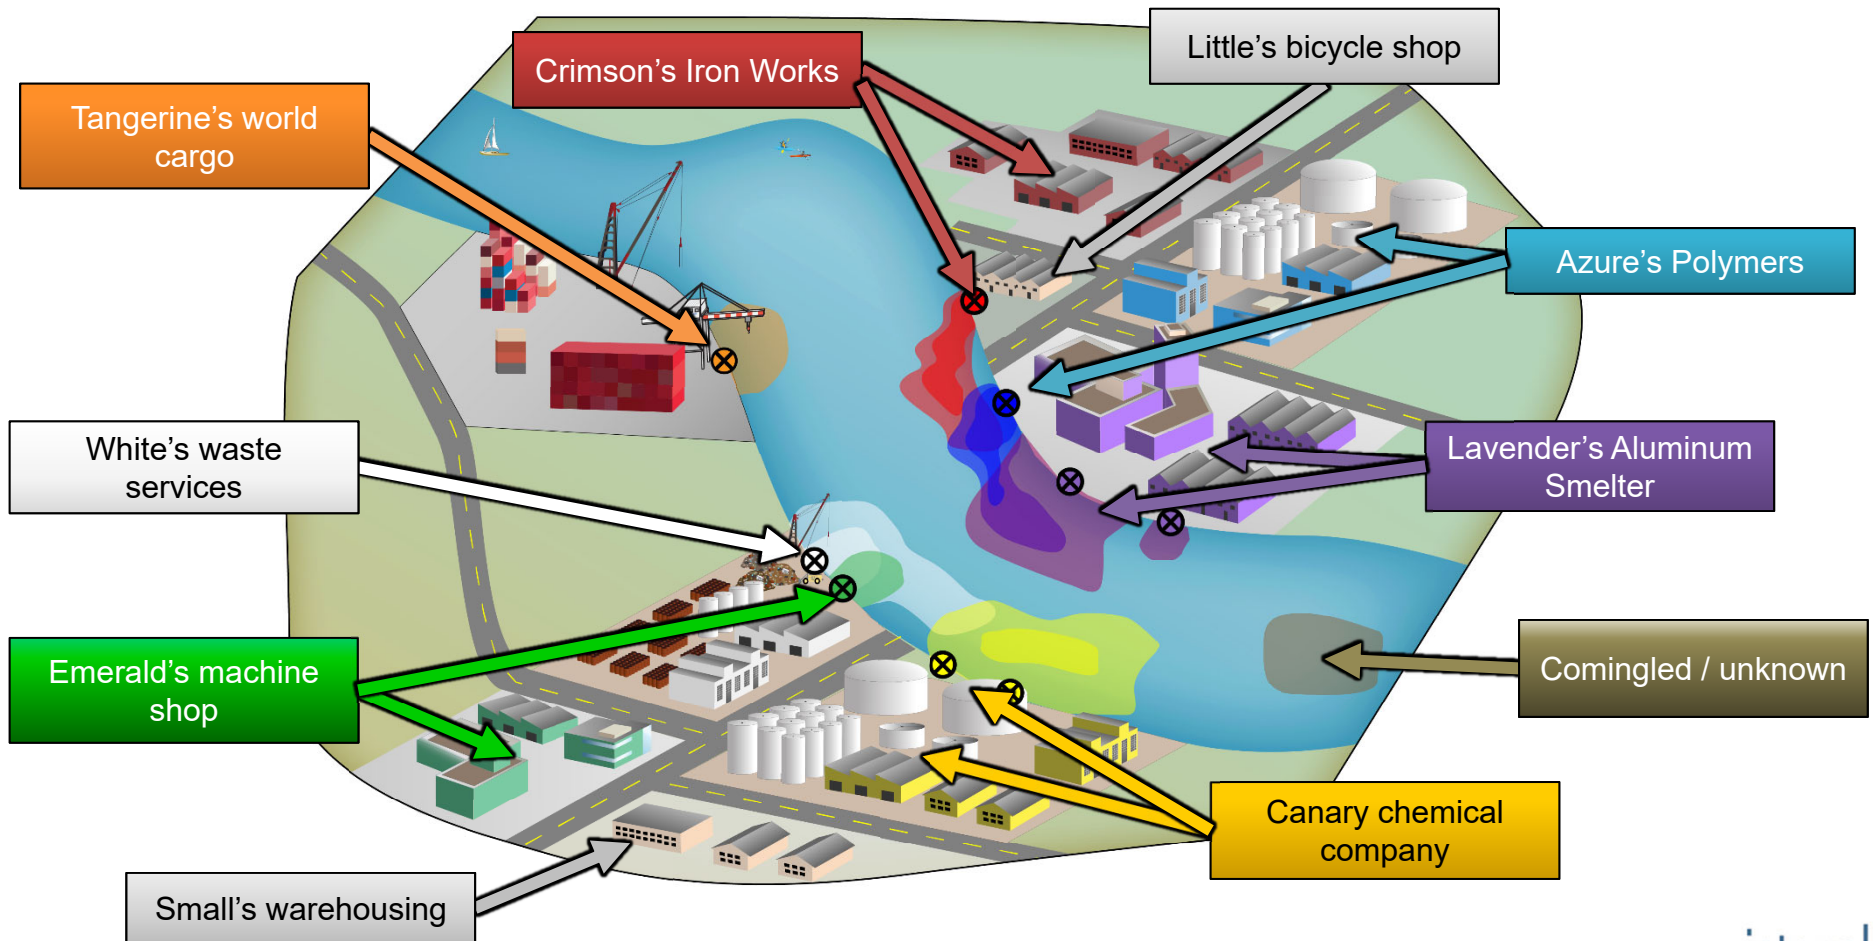 Little's bicycle shop
Crimson's Iron Works
Tangerine's world
cargo
Azure's Polymers
White's waste
services
Lavender's Aluminum
Smelter
Emerald's machine
shop
Comingled / unknown
Canary chemical
company
Small's warehousing